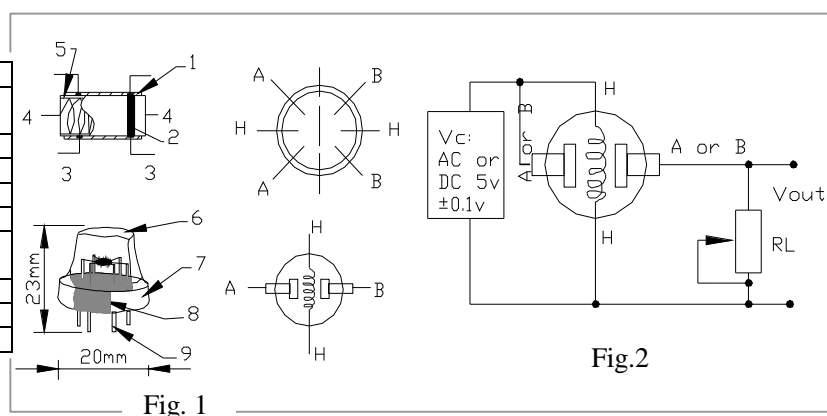 5
1
4
4
2
3
3
A
B
H
H
A
B
6
7
8
9
23mm
20mm
H
A
B
H
Fig. 1
H
Vc:
AC or
DC 5v
±0.1v
A or B
A or B
Vout
RL
H
Fig.2